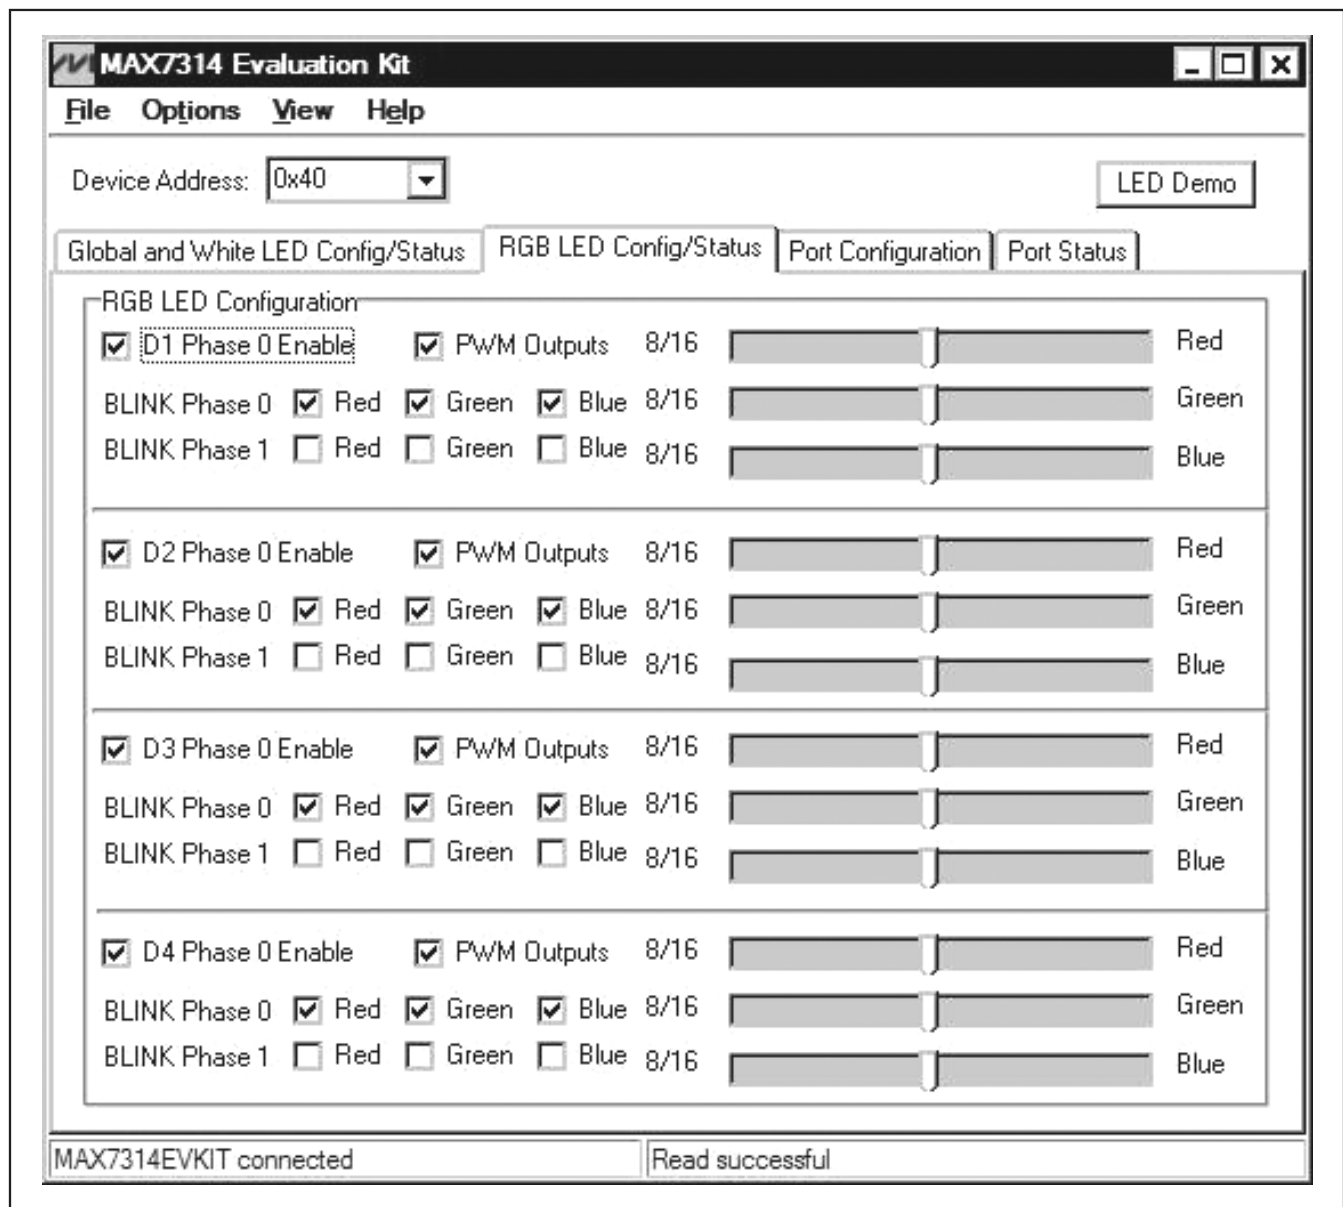 MAX7314 Evaluation Kit
File Options View Help
Device Address: 0x40 LED Demo
Global and White LED Config/Status RGB LED Config/Status Port Configuration Port Status
RGB LED Configuration
D1 Phase 0 Enable PWM Outputs 8/16 Red
BLINK Phase 0 Red Green Blue 8/16 Green
BLINK Phase 1 Red Green Blue 8/16 Blue
D2 Phase 0 Enable PWM Outputs 8/16 Red
BLINK Phase 0 Red Green Blue 8/16 Green
BLINK Phase 1 Red Green Blue 8/16 Blue
D3 Phase 0 Enable PWM Outputs 8/16 Red
BLINK Phase 0 Red Green Blue 8/16 Green
BLINK Phase 1 Red Green Blue 8/16 Blue
D4 Phase 0 Enable PWM Outputs 8/16 Red
BLINK Phase 0 Red Green Blue 8/16 Green
BLINK Phase 1 Red Green Blue 8/16 Blue
MAX7314EVKIT connected Read successful